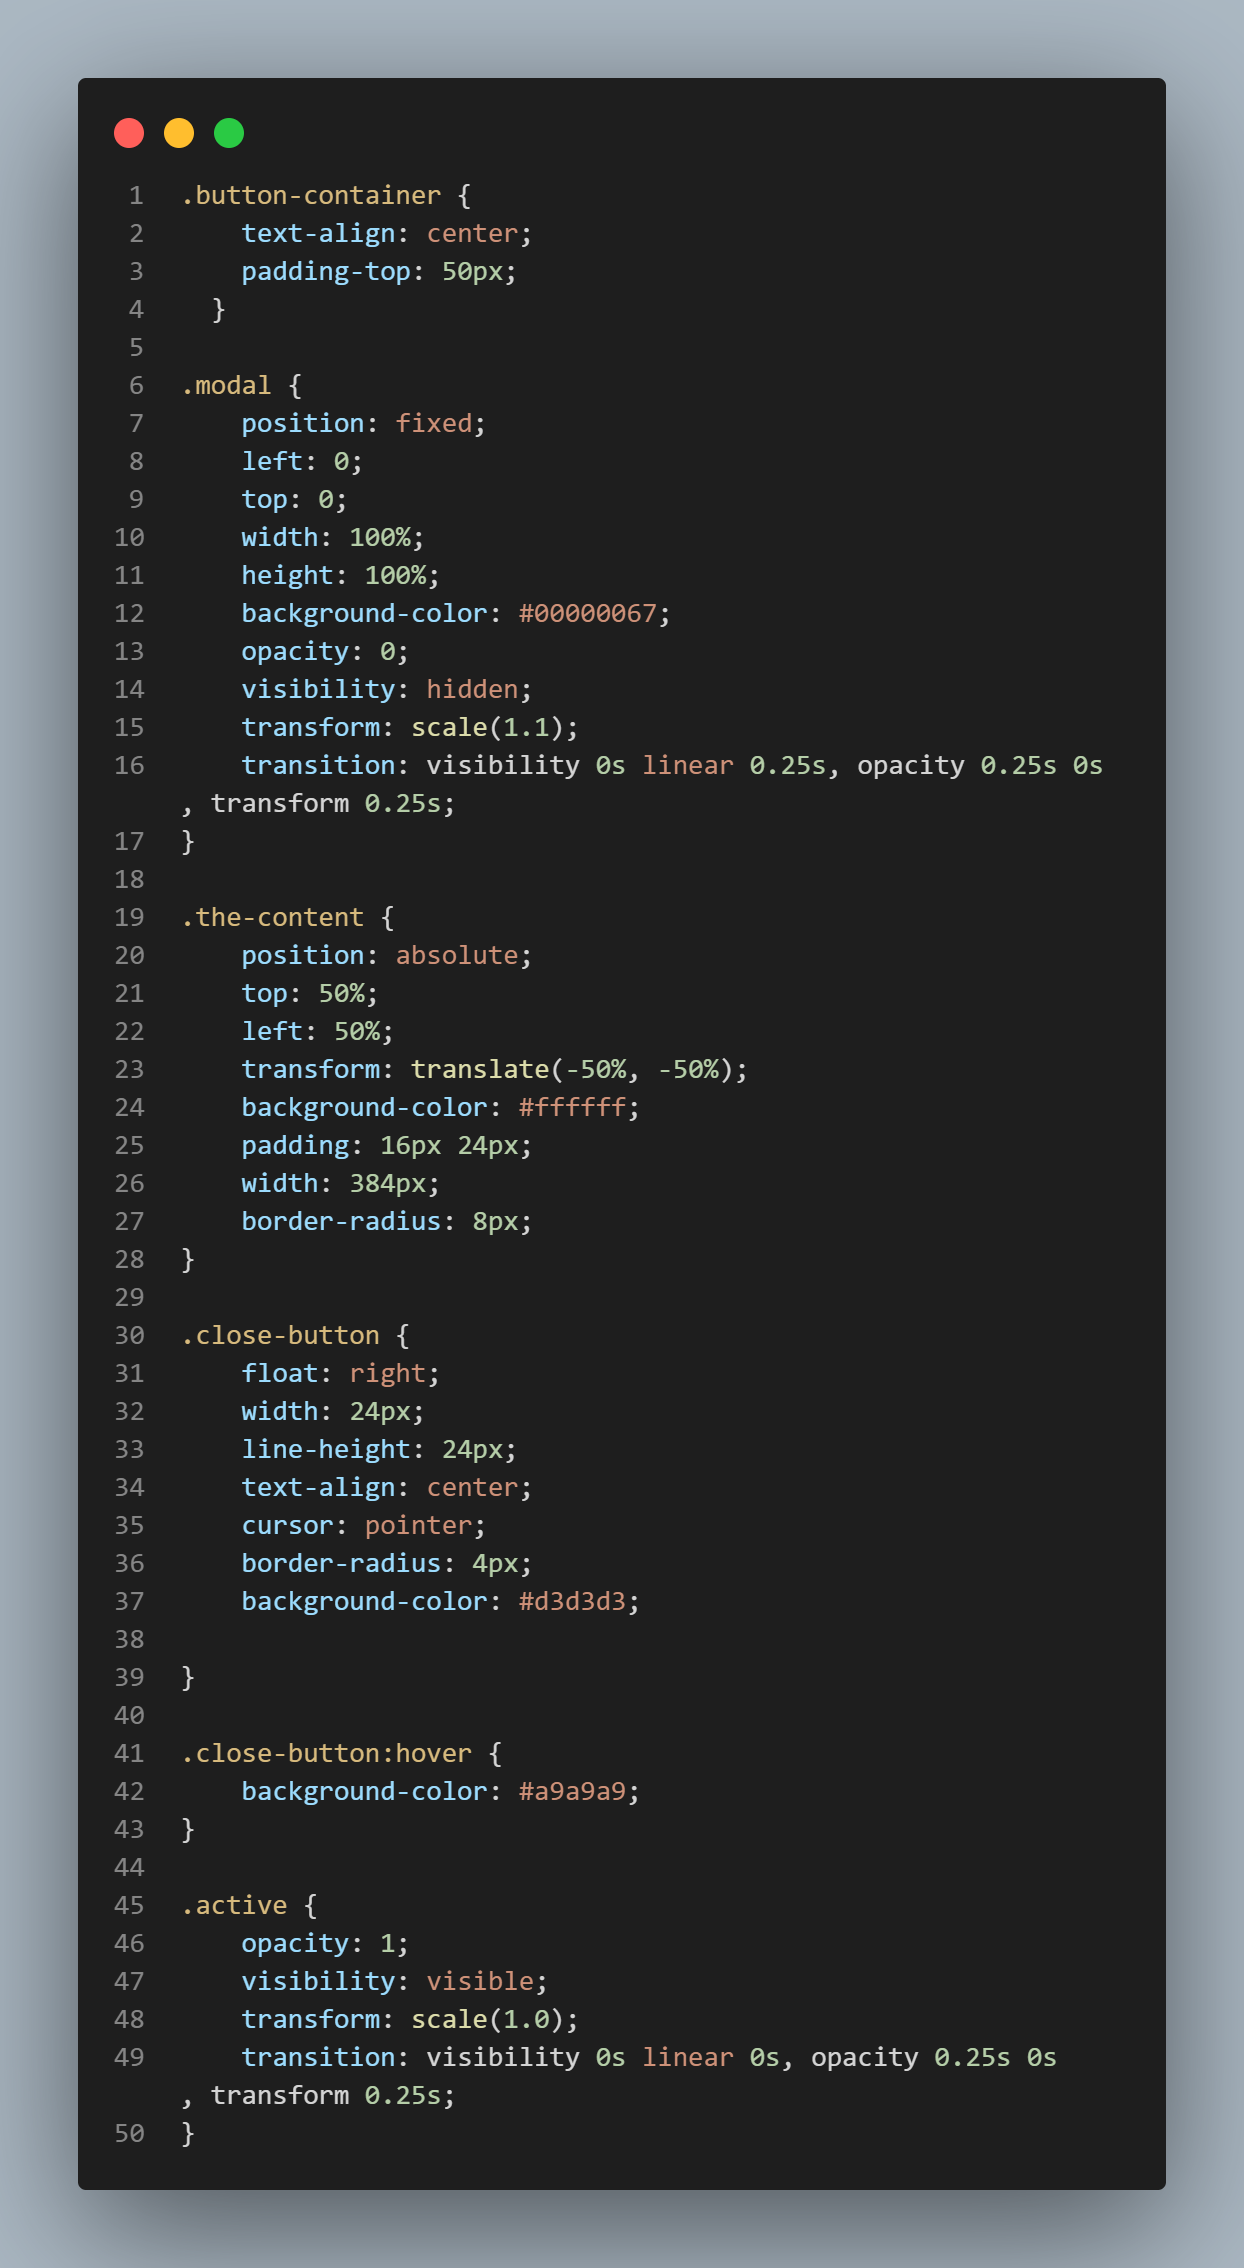 1 .button-container {
2     text-align: center;
3     padding-top: 50px;
4   }
5
6 .modal {
7     position: fixed;
8     left: 0;
9     top: 0;
10     width: 100%;
11     height: 100%;
12     background-color: #00000067;
13     opacity: 0;
14     visibility: hidden;
15     transform: scale(1.1);
16     transition: visibility 0s linear 0.25s, opacity 0.25s 0s
, transform 0.25s;
17 }
18
19 .the-content {
20     position: absolute;
21     top: 50%;
22     left: 50%;
23     transform: translate(-50%, -50%);
24     background-color: #ffffff;
25     padding: 16px 24px;
26     width: 384px;
27     border-radius: 8px;
28 }
29
30 .close-button {
31     float: right;
32     width: 24px;
33     line-height: 24px;
34     text-align: center;
35     cursor: pointer;
36     border-radius: 4px;
37     background-color: #d3d3d3;
38
39 }
40
41 .close-button:hover {
42     background-color: #a9a9a9;
43 }
44
45 .active {
46     opacity: 1;
47     visibility: visible;
48     transform: scale(1.0);
49     transition: visibility 0s linear 0s, opacity 0.25s 0s
, transform 0.25s;
50 }